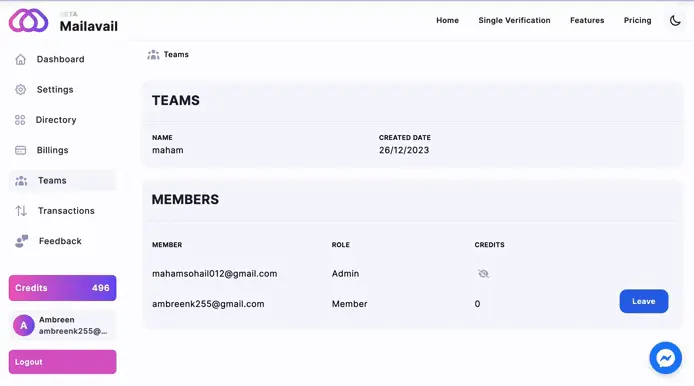 BETA
Mailavail
Home Single Verification Features Pricing
Dashboard
Settings
Directory
Billings
Teams
Transactions
Feedback
Credits 496
A
Ambreen
ambreenk255@...
Logout
Teams
TEAMS
NAME CREATED DATE
maham 26/12/2023
MEMBERS
MEMBER ROLE CREDITS
mahamsohail012@gmail.com Admin
ambreenk255@gmail.com Member 0 Leave